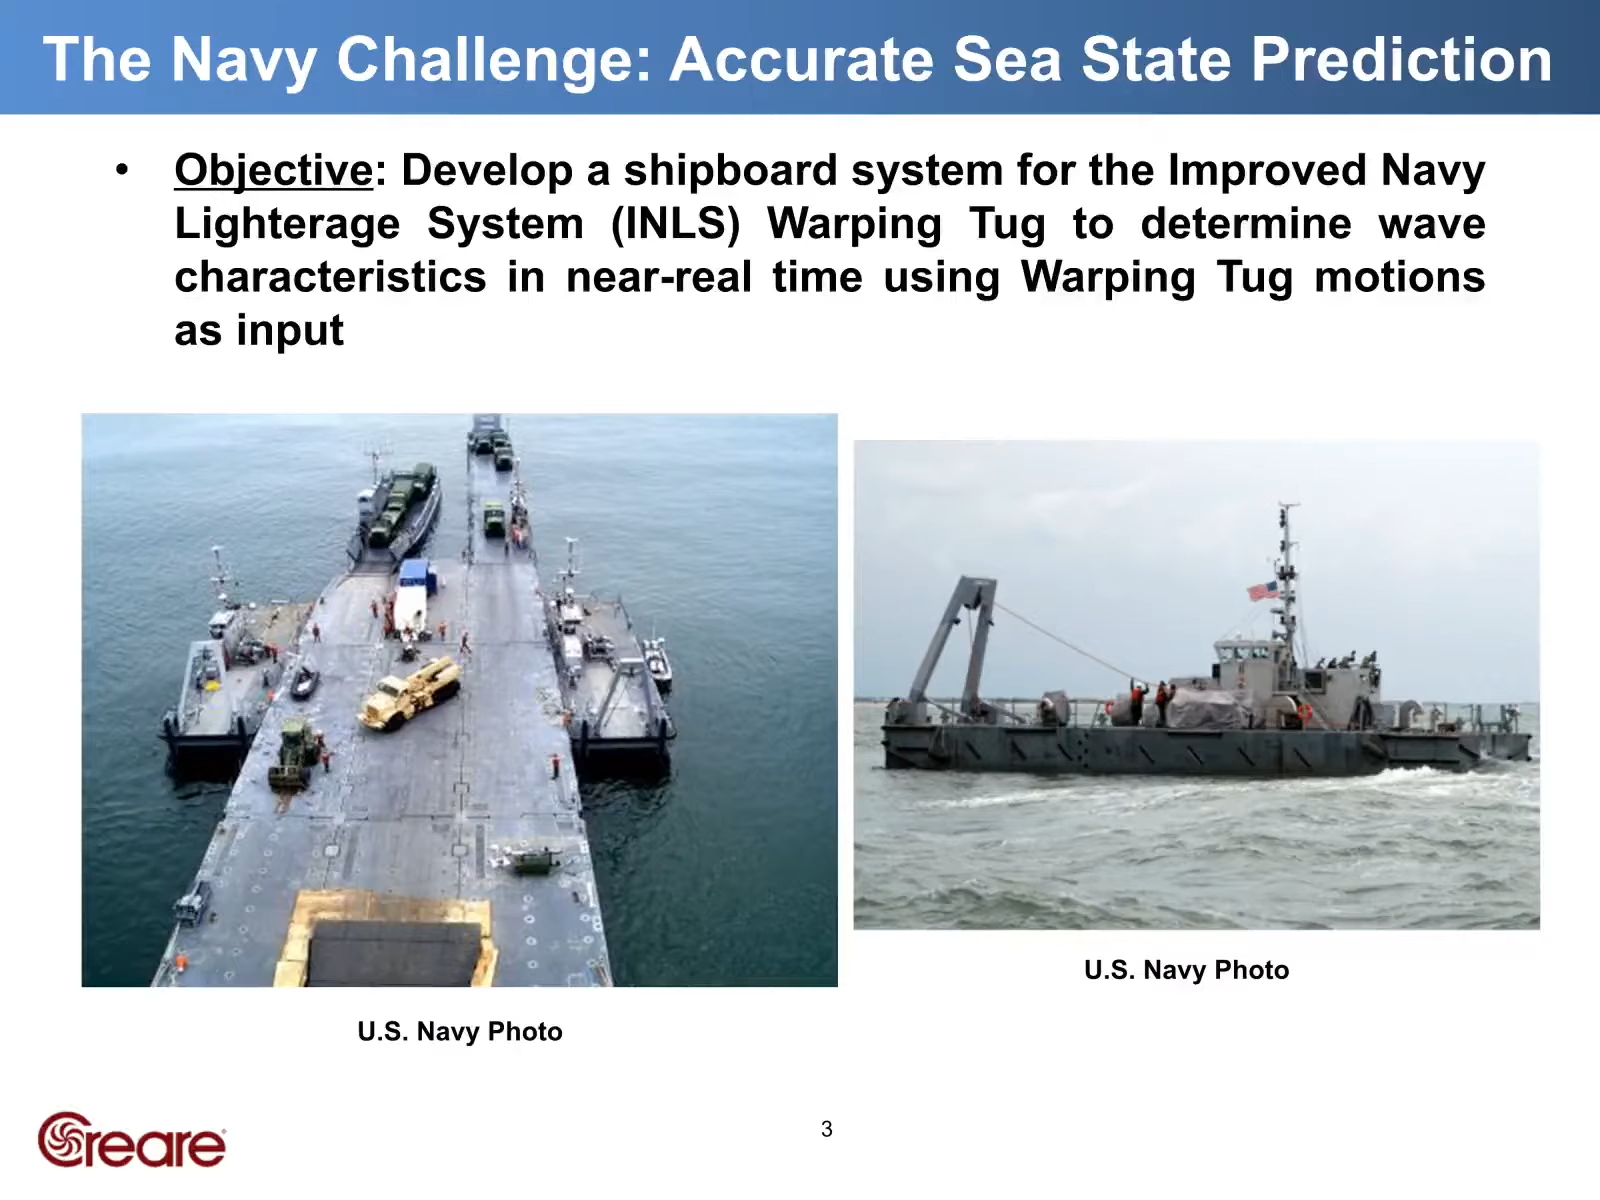 The Navy Challenge: Accurate Sea State Prediction
• Objective: Develop a shipboard system for the Improved Navy
Lighterage System (INLS) Warping Tug to determine wave
characteristics in near-real time using Warping Tug motions
as input
U.S. Navy Photo
U.S. Navy Photo
Creare
3